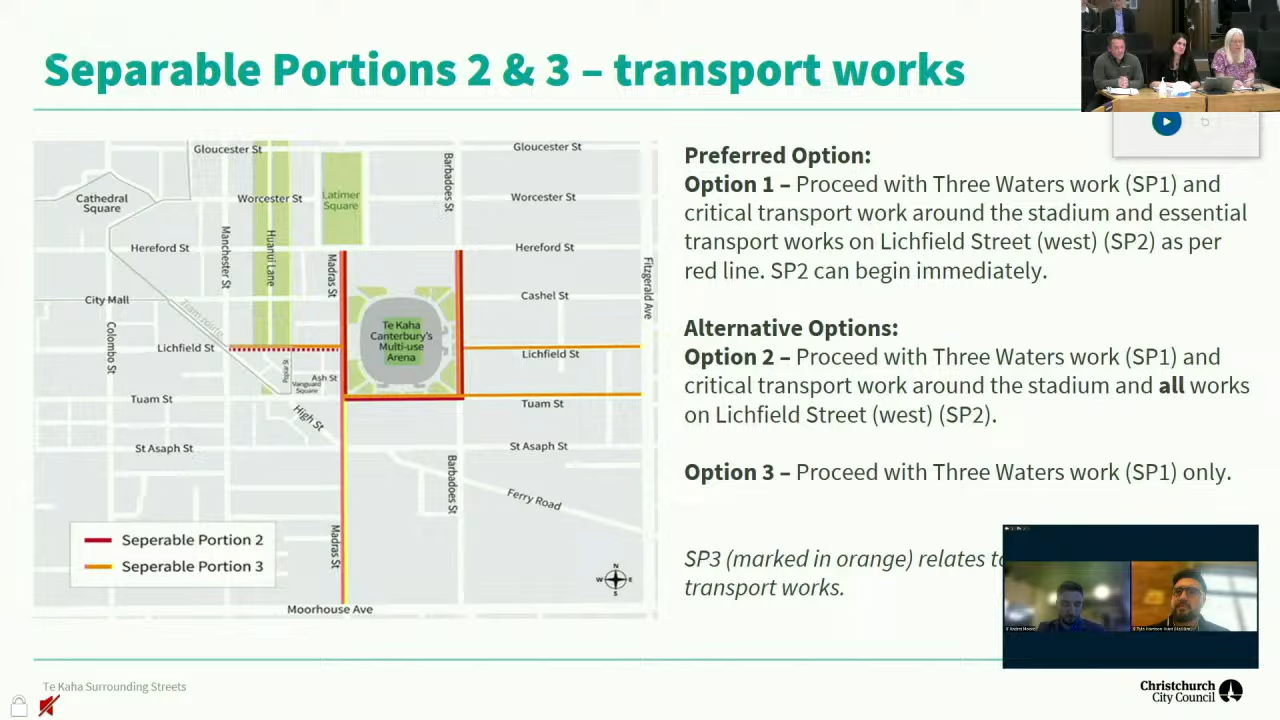 Separable Portions 2 & 3 – transport works
Gloucester St
Gloucester St
Cathedral
Square
Worcester St
Latimer
Square
Barbadoes St
Worcester St
Hereford St
Manchester St
Huanui Lane
Madras St
Hereford St
Fitzgerald Ave
City Mall
Tram route
Cashel St
Te Kaha
Canterbury's
Multi-use
Arena
Colombo St
Lichfield St
Lichfield St
Poplar St
Ash St
Vanguard
Square
Tuam St
High St
Tuam St
St Asaph St
St Asaph St
Barbadoes St
Ferry Road
Madras St
Seperable Portion 2
Seperable Portion 3
N
W E
S
Moorhouse Ave
Preferred Option:
Option 1 – Proceed with Three Waters work (SP1) and
critical transport work around the stadium and essential
transport works on Lichfield Street (west) (SP2) as per
red line. SP2 can begin immediately.
Alternative Options:
Option 2 – Proceed with Three Waters work (SP1) and
critical transport work around the stadium and all works
on Lichfield Street (west) (SP2).
Option 3 – Proceed with Three Waters work (SP1) only.
SP3 (marked in orange) relates
transport works.
Te Kaha Surrounding Streets
Christchurch
City Council